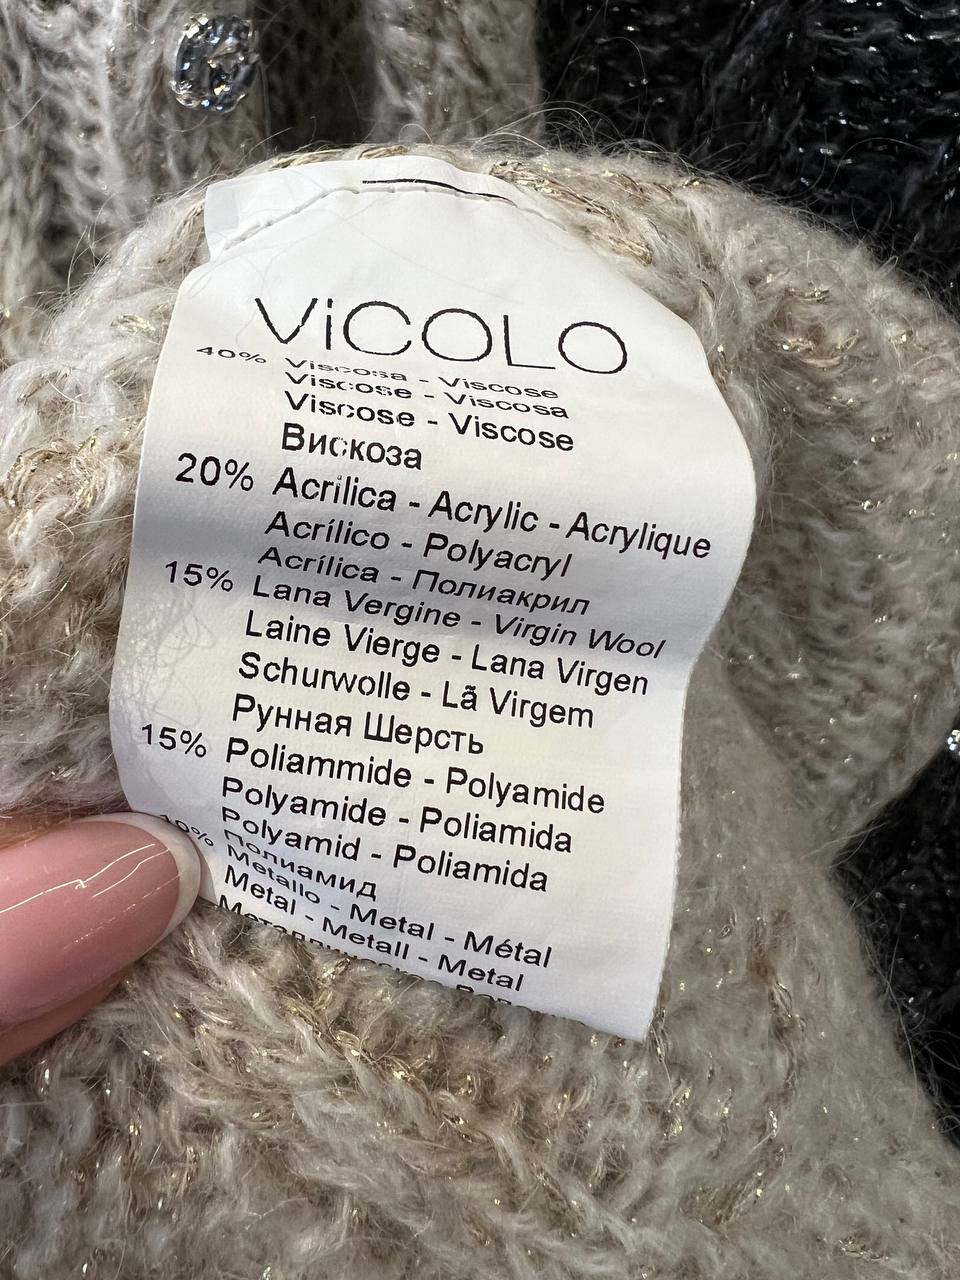 ViCOLO
40% Viscosa - Viscose
Viscose - Viscosa
Viscose - Viscose
Вискоза
20% Acrilica - Acrylic - Acrylique
Acrílico - Polyacryl
Acrílica - Полиакрил
15% Lana Vergine - Virgin Wool
Laine Vierge - Lana Virgen
Schurwolle - Lã Virgem
Рунная Шерсть
15% Poliammide - Polyamide
Polyamide - Poliamida
Polyamid - Poliamida
Полиамид
10% Metallo - Metal - Métal
Metal - Metall - Metal